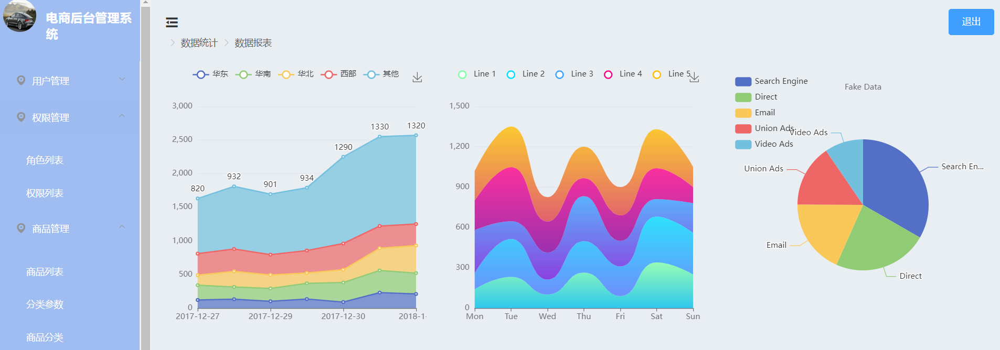 电商后台管理系
统
用户管理
权限管理
角色列表
权限列表
商品管理
商品列表
分类参数
商品分类
退出
数据统计
数据报表
华东 华南 华北 西部 其他
3,000
2,500
2,000
1,500
1,000
500
0
820 932 901 934 1290 1330 1320
2017-12-27 2017-12-29 2017-12-30 2018-1-
Line 1 Line 2 Line 3 Line 4 Line 5
1,500
1,200
900
600
300
0
Mon Tue Wed Thu Fri Sat Sun
Search Engine
Direct
Email
Union Ads
Video Ads
Fake Data
Video Ads
Union Ads
Search En...
Email
Direct